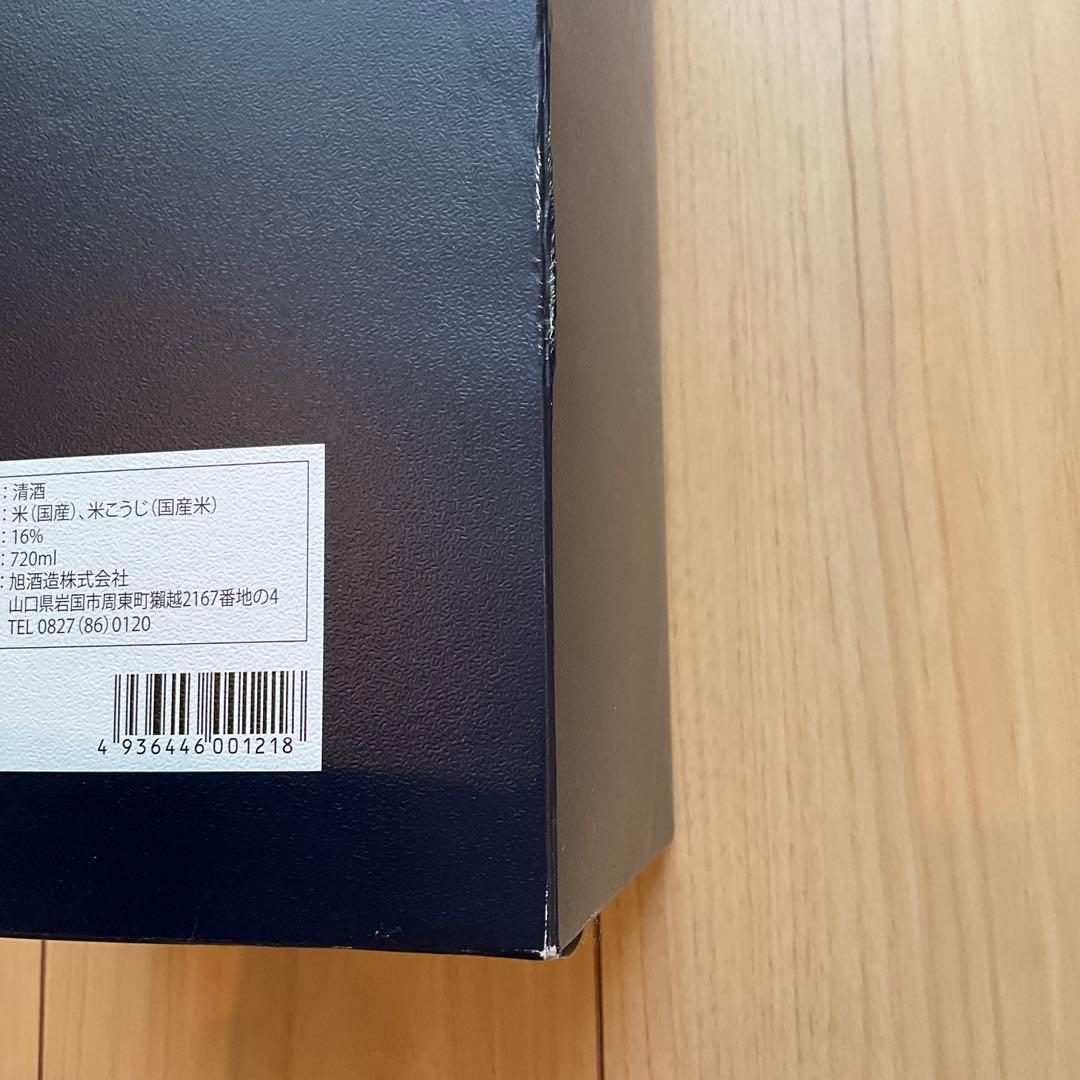 ：清酒
：米（国産）、米こうじ（国産米）
：16%
：720ml
：旭酒造株式会社
山口県岩国市周東町獺越2167番地の4
TEL 0827（86）0120
4 936446 001218